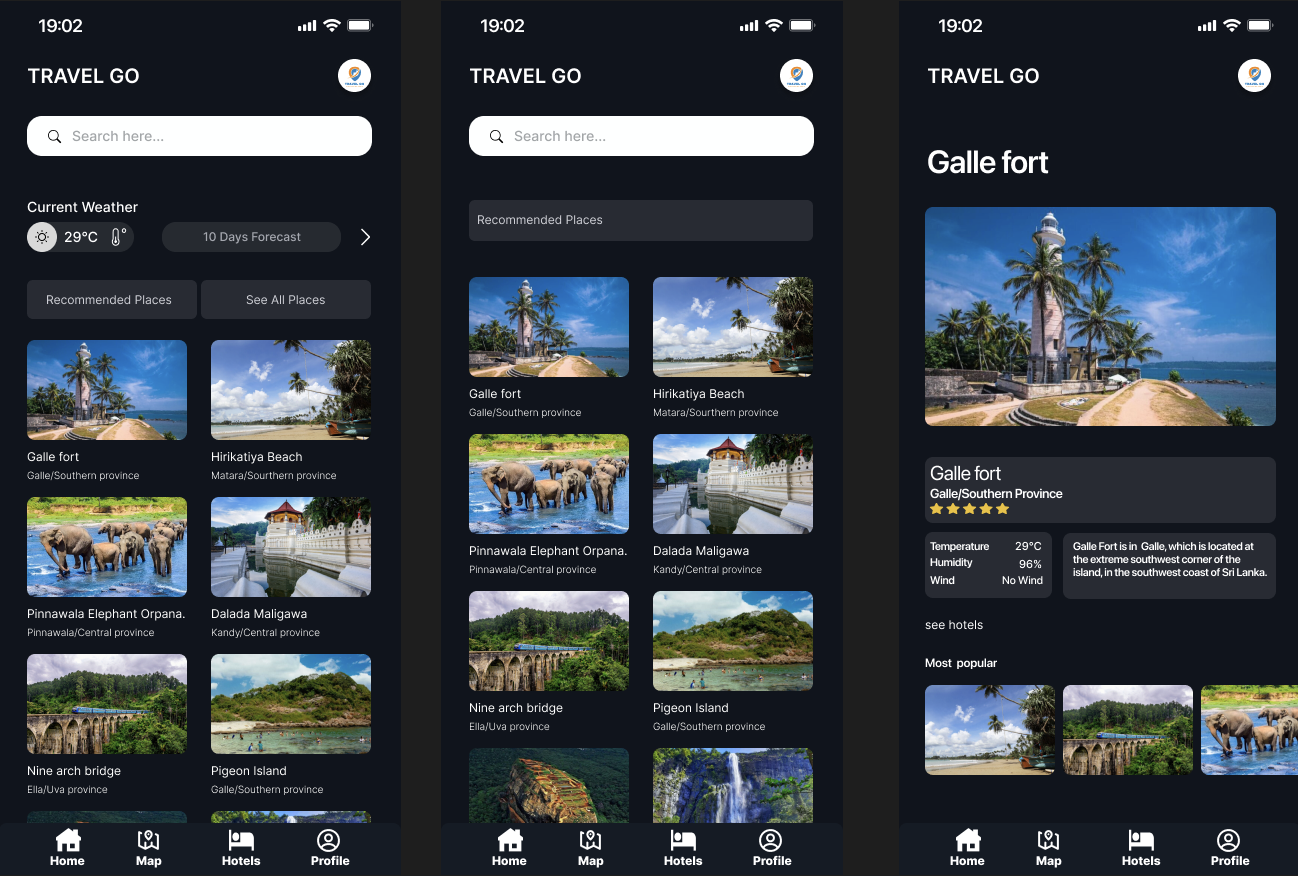 19:02
TRAVEL GO
TRAVEL GO
Search here...
Current Weather
29°C
10 Days Forecast
Recommended Places
See All Places
Galle fort
Galle/Southern province
Hirikatiya Beach
Matara/Sourthern province
Pinnawala Elephant Orpana.
Pinnawala/Central province
Dalada Maligawa
Kandy/Central province
Nine arch bridge
Ella/Uva province
Pigeon Island
Galle/Southern province
Home
Map
Hotels
Profile
19:02
TRAVEL GO
TRAVEL GO
Search here...
Recommended Places
Galle fort
Galle/Southern province
Hirikatiya Beach
Matara/Sourthern province
Pinnawala Elephant Orpana.
Pinnawala/Central province
Dalada Maligawa
Kandy/Central province
Nine arch bridge
Ella/Uva province
Pigeon Island
Galle/Southern province
Home
Map
Hotels
Profile
19:02
TRAVEL GO
TRAVEL GO
Galle fort
Galle fort
Galle/Southern Province
Temperature 29°C
Humidity 96%
Wind No Wind
Galle Fort is in Galle, which is located at
the extreme southwest corner of the
island, in the southwest coast of Sri Lanka.
see hotels
Most popular
Home
Map
Hotels
Profile